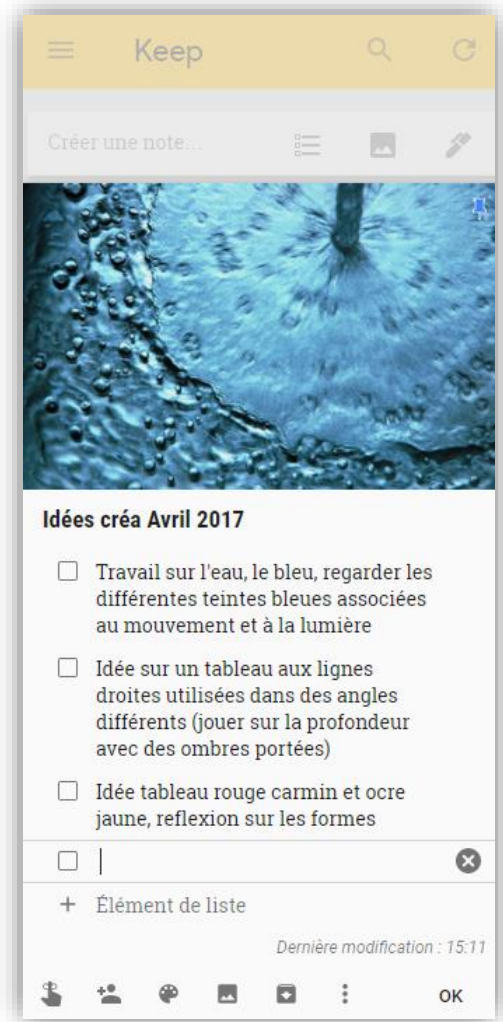 Keep
Créer une note...
Idées créa Avril 2017
Travail sur l'eau, le bleu, regarder les
différentes teintes bleues associées
au mouvement et à la lumière
Idée sur un tableau aux lignes
droites utilisées dans des angles
différents (jouer sur la profondeur
avec des ombres portées)
Idée tableau rouge carmin et ocre
jaune, reflexion sur les formes
Élément de liste
Dernière modification : 15:11
OK